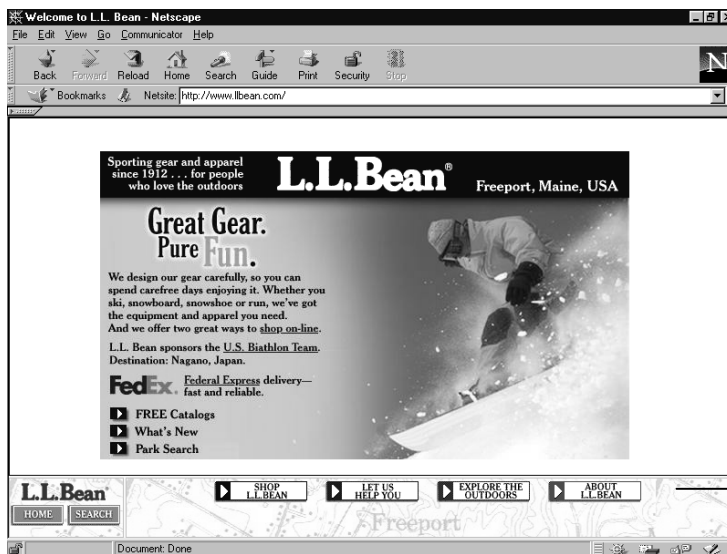 Welcome to L.L. Bean - Netscape
File Edit View Go Communicator Help
Back Forward Reload Home Search Guide Print Security Stop
N
Bookmarks Netsite: http://www.llbean.com/
Sporting gear and apparel
since 1912 . . . for people
who love the outdoors
L.L.Bean®
Freeport, Maine, USA
Great Gear.
Pure Fun.
We design our gear carefully, so you can
spend carefree days enjoying it. Whether you
ski, snowboard, snowshoe or run, we've got
the equipment and apparel you need.
And we offer two great ways to shop on-line.
L.L. Bean sponsors the U.S. Biathlon Team.
Destination: Nagano, Japan.
FedEx. Federal Express delivery—
fast and reliable.
FREE Catalogs
What's New
Park Search
L.L.Bean
HOME SEARCH
SHOP
L.L.BEAN
LET US
HELP YOU
EXPLORE THE
OUTDOORS
ABOUT
L.L.BEAN
Freeport
Document: Done